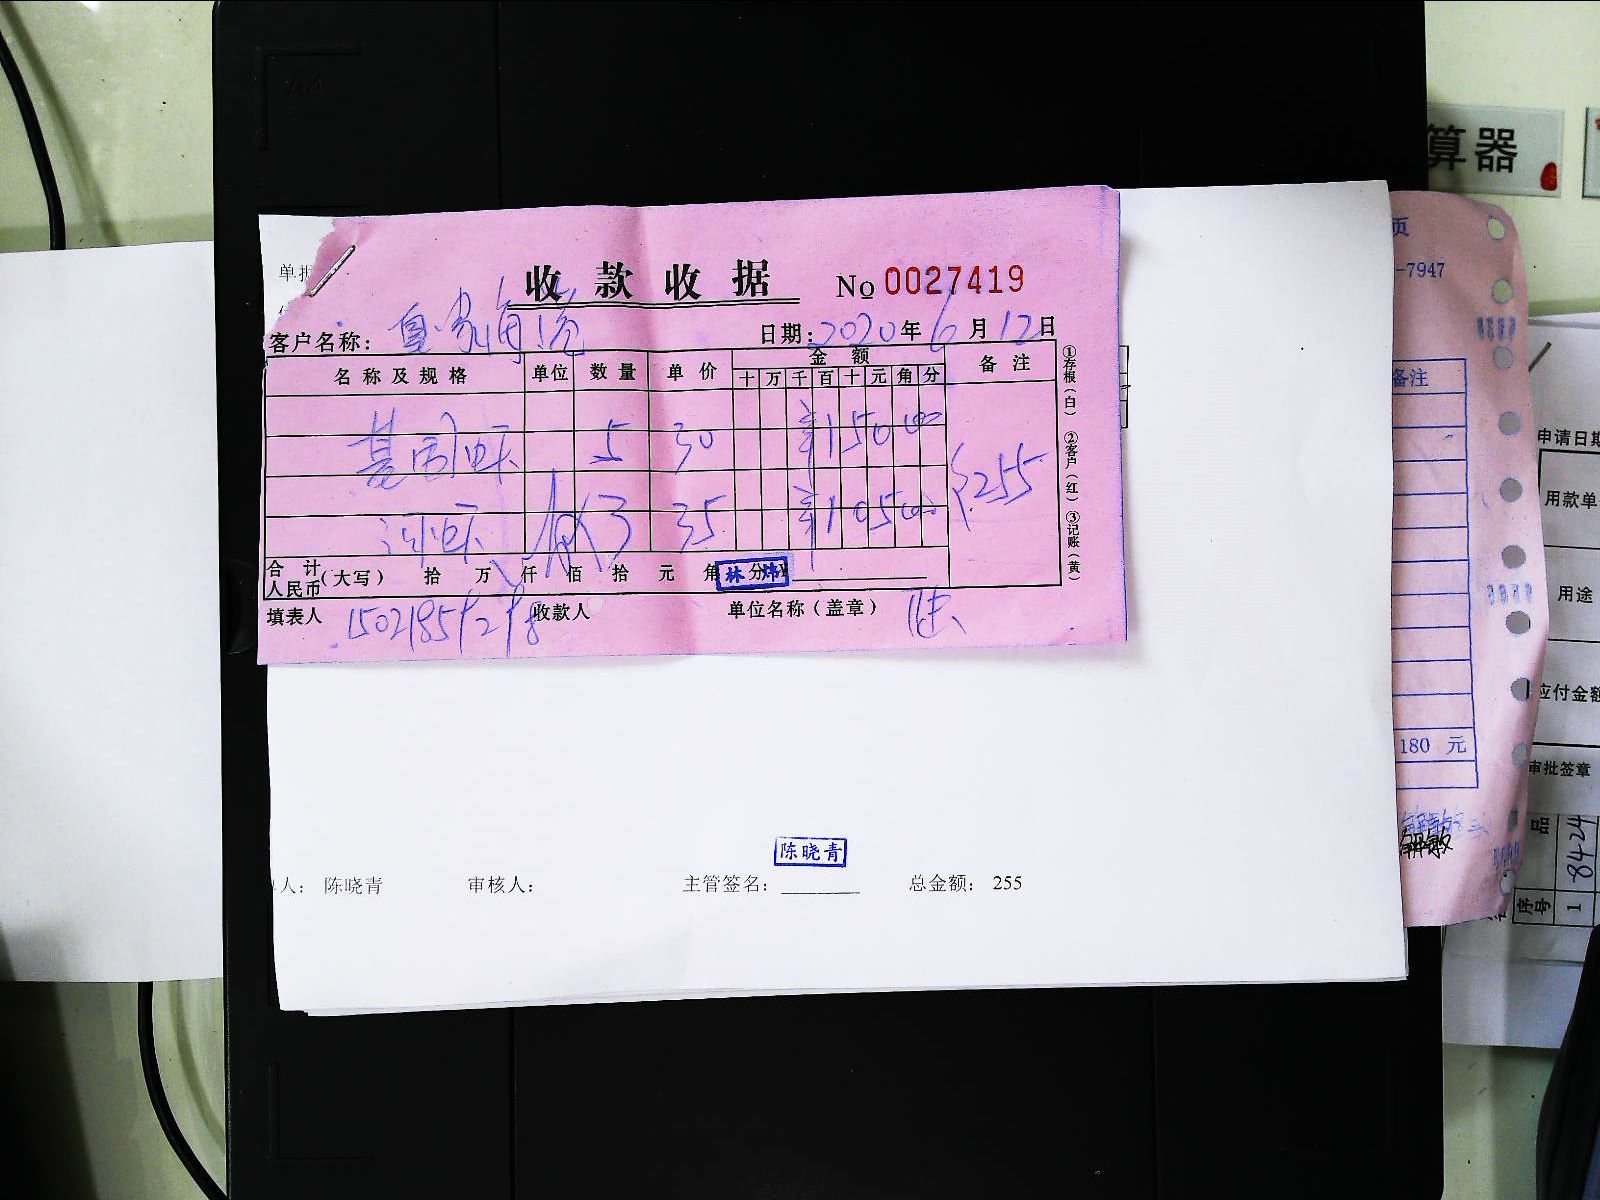 算器
页
-7947
单据
收款收据 No 0027419
客户名称: 日期: 2020年6月12日
名称及规格 单位 数量 单价 金额 备注
十 万 千 百 十 元 角 分
基围虾 5 30 ¥150 00
河虾 3 35 ¥105 00
¥255
合计人民币(大写) 拾 万 仟 佰 拾 元 角 分
林
填表人 收款人 单位名称(盖章)
①存根(白) ②客户(红) ③记账(黄)
陈晓青
人: 陈晓青 审核人: 主管签名: 总金额: 255
备注
180 元
申请日期
用款单
用途
应付金额
审批签章
品
8424
序号
1